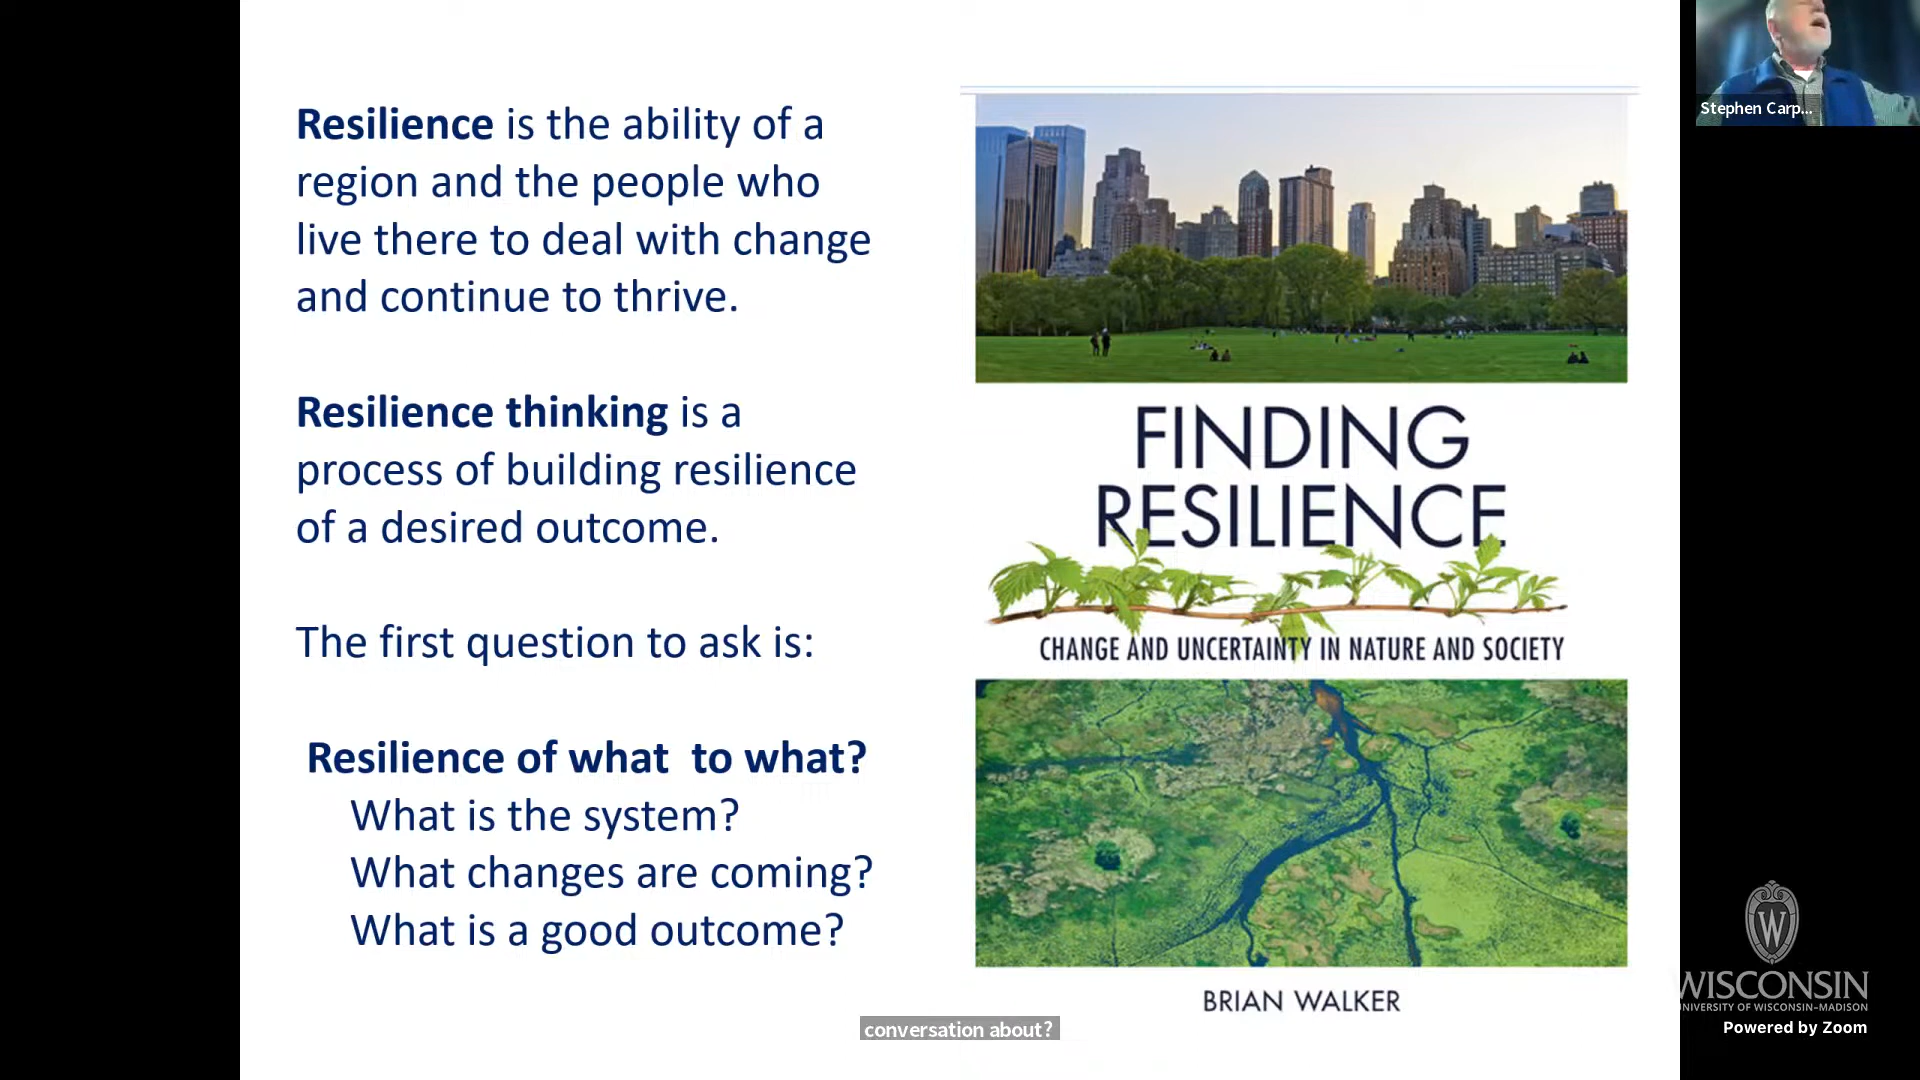 Resilience is the ability of a
region and the people who
live there to deal with change
and continue to thrive.
Resilience thinking is a
process of building resilience
of a desired outcome.
The first question to ask is:
Resilience of what  to what?
What is the system?
What changes are coming?
What is a good outcome?
FINDING
RESILIENCE
CHANGE AND UNCERTAINTY IN NATURE AND SOCIETY
BRIAN WALKER
conversation about?
Stephen Carp...
W
WISCONSIN
UNIVERSITY OF WISCONSIN–MADISON
Powered by Zoom